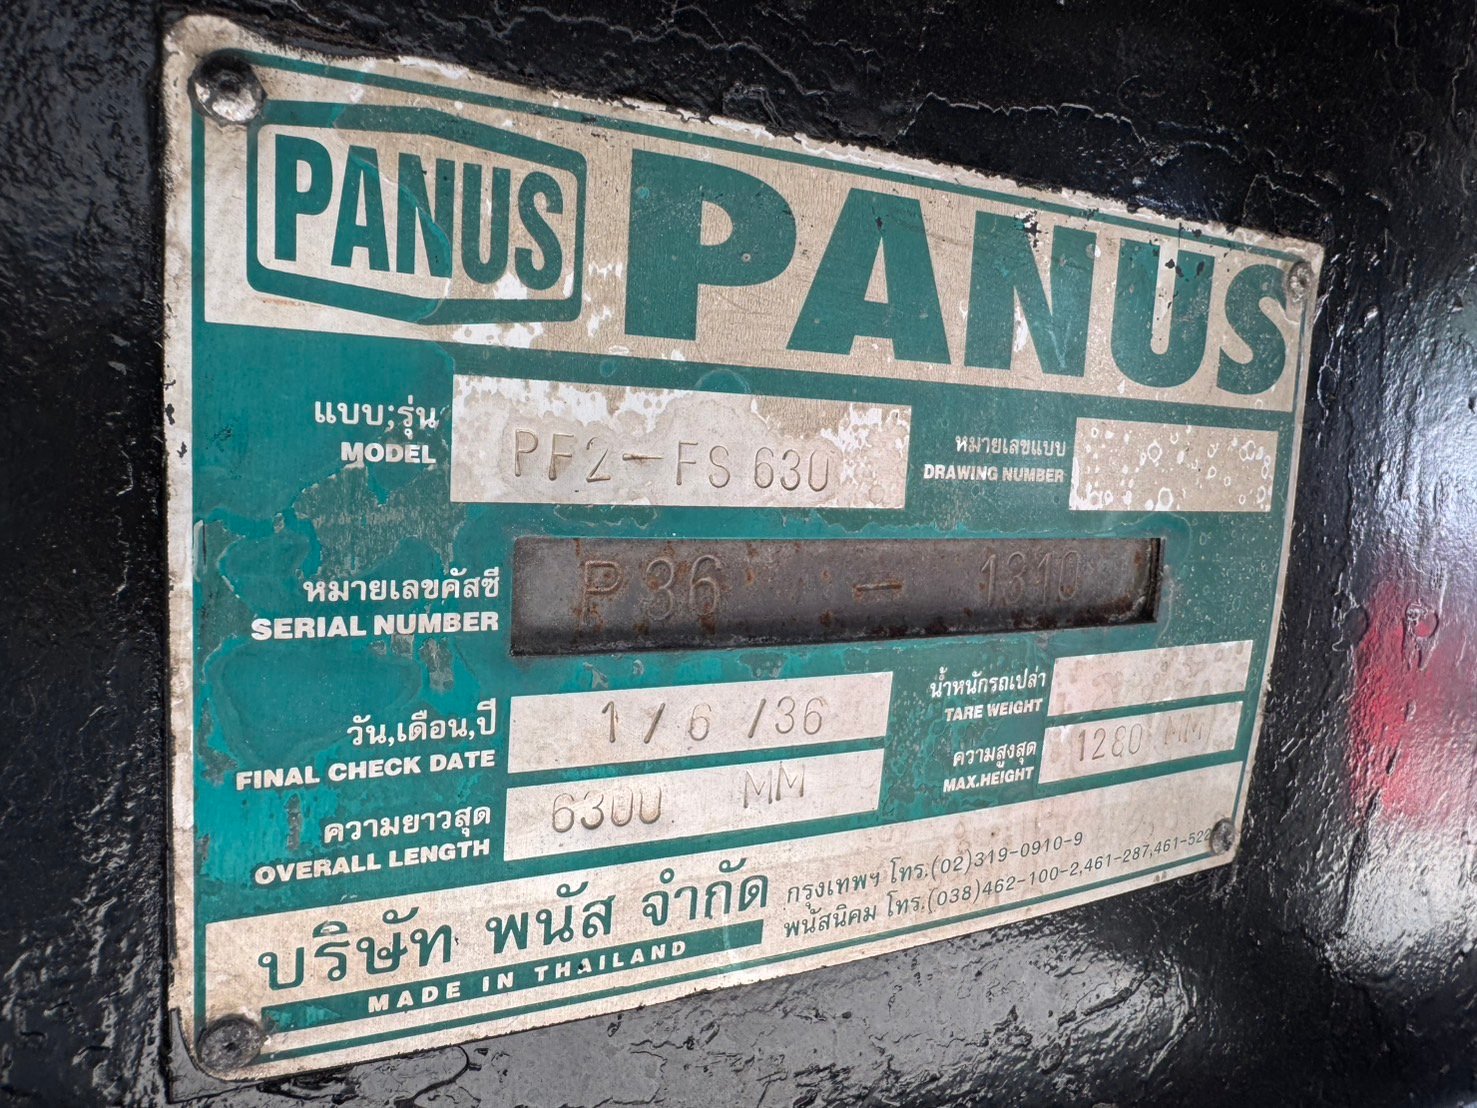 PANUS PANUS
แบบ;รุ่น
MODEL PF2-FS 630
หมายเลขแบบ
DRAWING NUMBER
หมายเลขคัสซี
SERIAL NUMBER P36 - 1310
วัน,เดือน,ปี
FINAL CHECK DATE 1/6/36
น้ำหนักรถเปล่า
TARE WEIGHT
ความยาวสุด
OVERALL LENGTH 6300 MM
ความสูงสุด
MAX.HEIGHT 1280 MM
บริษัท พนัส จำกัด
MADE IN THAILAND
กรุงเทพฯ โทร.(02)319-0910-9
พนัสนิคม โทร.(038)462-100-2,461-287,461-522